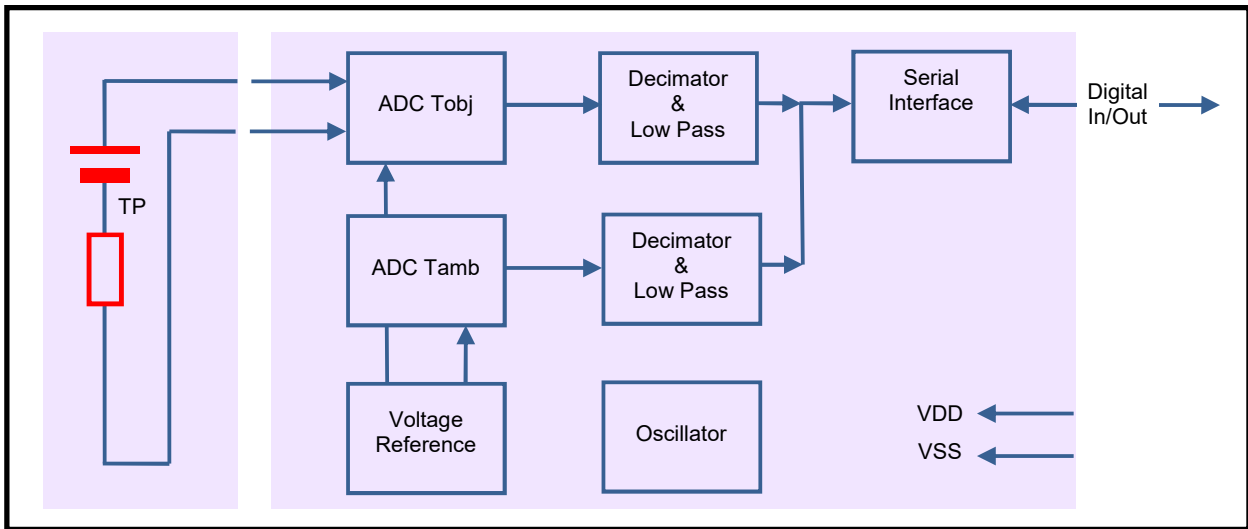 ADC Tobj
Decimator
&
Low Pass
Serial
Interface
Digital
In/Out
TP
ADC Tamb
Decimator
&
Low Pass
Voltage
Reference
Oscillator
VDD
VSS